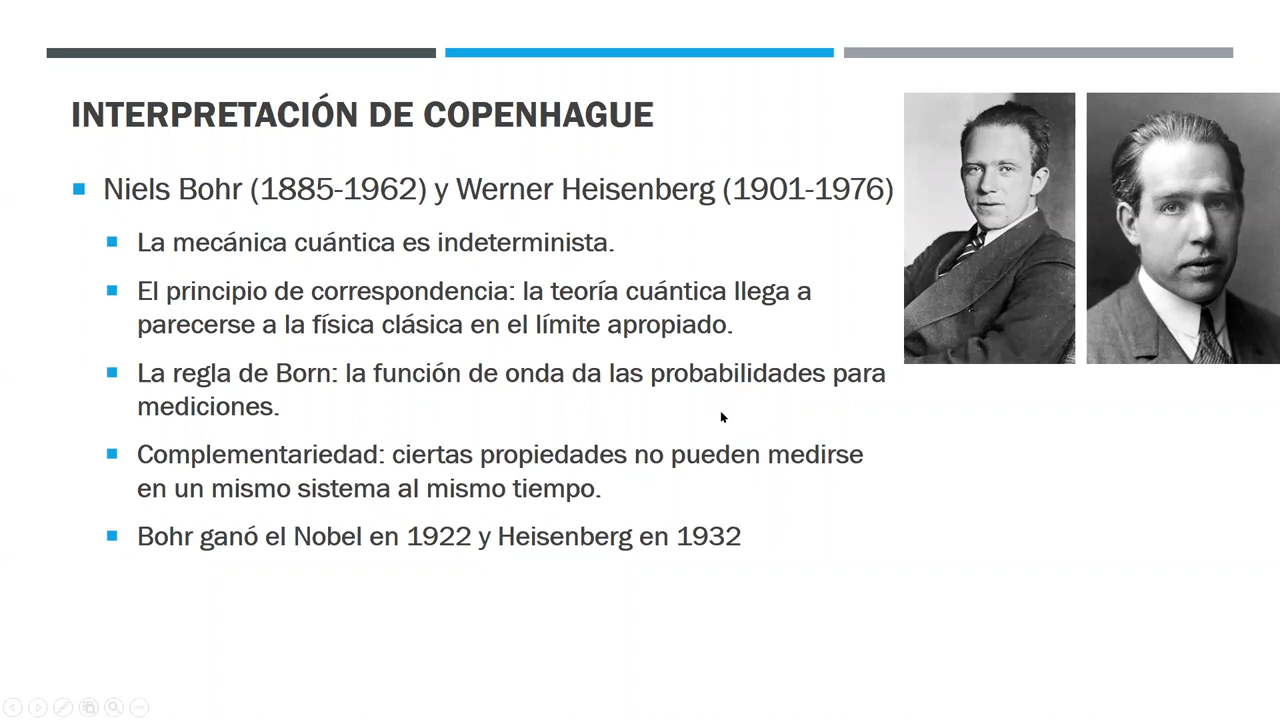 INTERPRETACIÓN DE COPENHAGUE
Niels Bohr (1885-1962) y Werner Heisenberg (1901-1976)
La mecánica cuántica es indeterminista.
El principio de correspondencia: la teoría cuántica llega a
parecerse a la física clásica en el límite apropiado.
La regla de Born: la función de onda da las probabilidades para
mediciones.
Complementariedad: ciertas propiedades no pueden medirse
en un mismo sistema al mismo tiempo.
Bohr ganó el Nobel en 1922 y Heisenberg en 1932